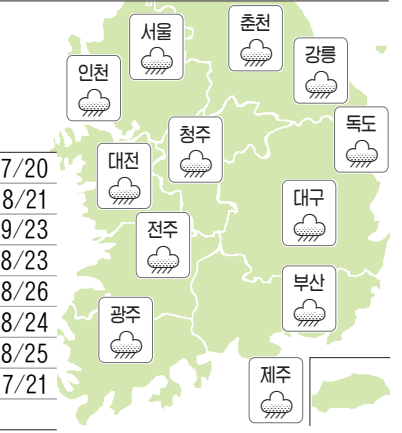 서울
춘천
인천
강릉
독도
청주
대전
대구
전주
부산
광주
제주
7/20
8/21
9/23
8/23
8/26
8/24
8/25
7/21